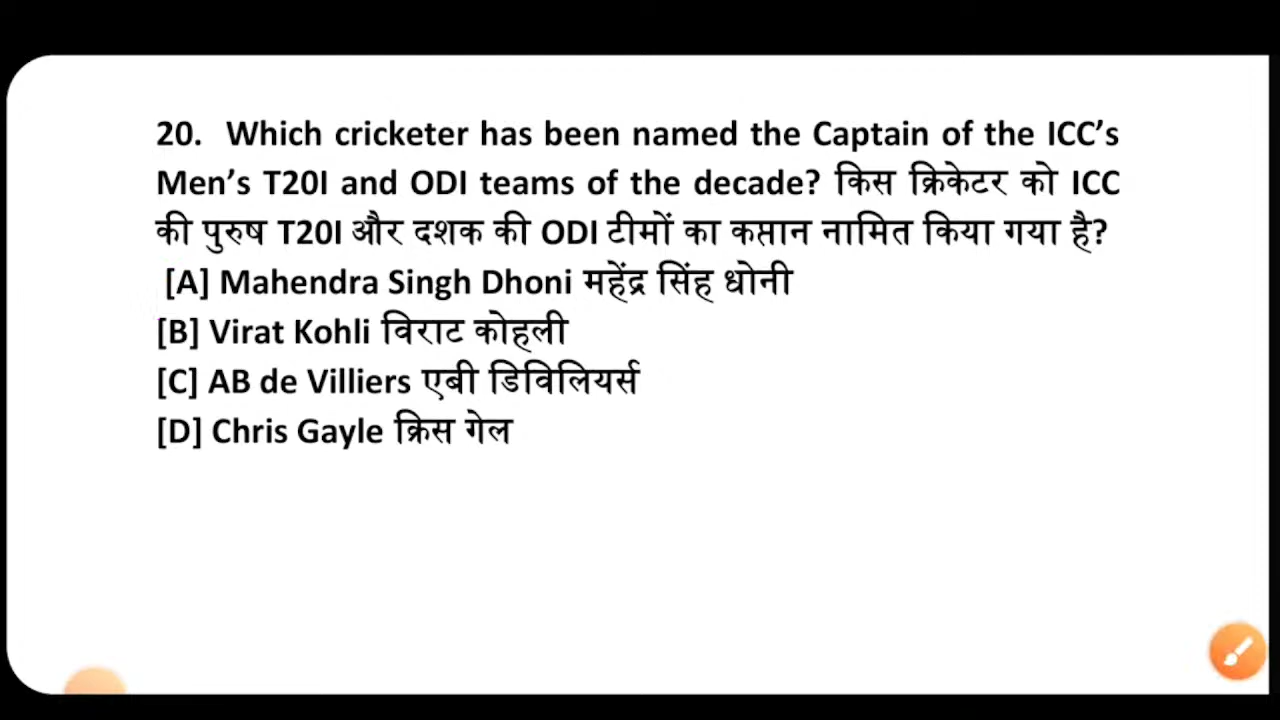 20. Which cricketer has been named the Captain of the ICC’s
Men’s T20I and ODI teams of the decade? किस क्रिकेटर को ICC
की पुरुष T20I और दशक की ODI टीमों का कप्तान नामित किया गया है?
[A] Mahendra Singh Dhoni महेंद्र सिंह धोनी
[B] Virat Kohli विराट कोहली
[C] AB de Villiers एबी डिविलियर्स
[D] Chris Gayle क्रिस गेल